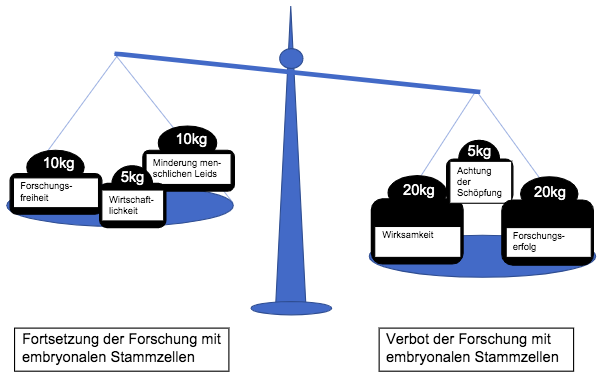 10kg
Forschungs-
freiheit
5kg
Wirtschaft-
lichkeit
10kg
Minderung men-
schlichen Leids
20kg
Wirksamkeit
5kg
Achtung
der
Schöpfung
20kg
Forschungs-
erfolg
Fortsetzung der Forschung mit
embryonalen Stammzellen
Verbot der Forschung mit
embryonalen Stammzellen